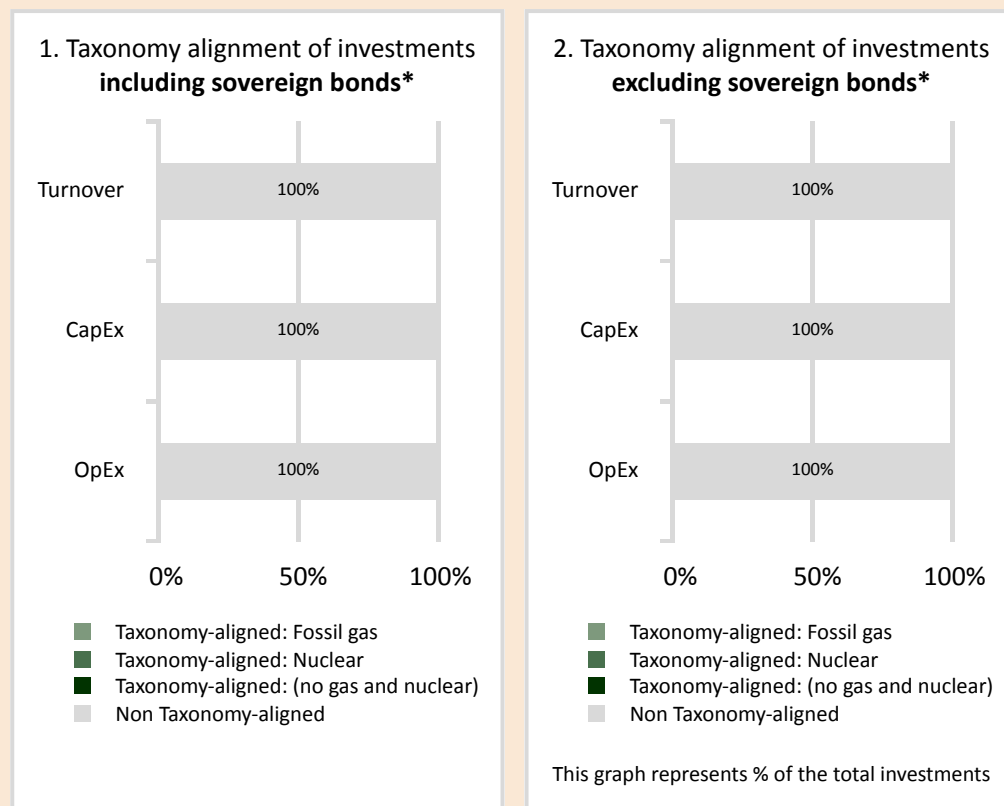 1. Taxonomy alignment of investments
including sovereign bonds*
Turnover
100%
CapEx
100%
OpEx
100%
0% 50% 100%
Taxonomy-aligned: Fossil gas
Taxonomy-aligned: Nuclear
Taxonomy-aligned: (no gas and nuclear)
Non Taxonomy-aligned
2. Taxonomy alignment of investments
excluding sovereign bonds*
Turnover
100%
CapEx
100%
OpEx
100%
0% 50% 100%
Taxonomy-aligned: Fossil gas
Taxonomy-aligned: Nuclear
Taxonomy-aligned: (no gas and nuclear)
Non Taxonomy-aligned
This graph represents % of the total investments